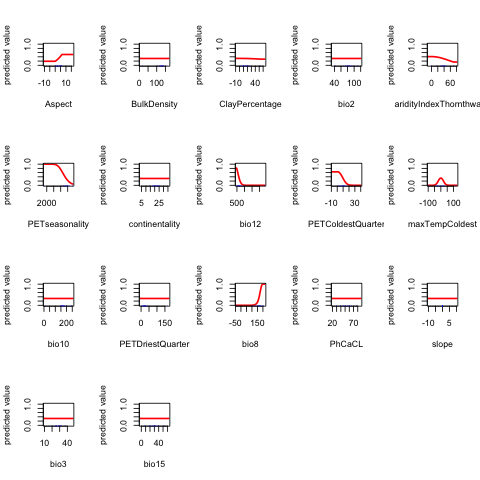 predicted value 0.0 1.0 -10 10 Aspect
predicted value 0.0 1.0 0 100 BulkDensity
predicted value 0.0 1.0 -10 40 ClayPercentage
predicted value 0.0 1.0 40 100 bio2
predicted value 0.0 1.0 0 60 aridityIndexThornthwa
predicted value 0.0 1.0 2000 PETseasonality
predicted value 0.0 1.0 5 25 continentality
predicted value 0.0 1.0 500 bio12
predicted value 0.0 1.0 -10 30 PETColdestQuarter
predicted value 0.0 1.0 -100 100 maxTempColdest
predicted value 0.0 1.0 0 200 bio10
predicted value 0.0 1.0 0 150 PETDriestQuarter
predicted value 0.0 1.0 -50 150 bio8
predicted value 0.0 1.0 20 70 PhCaCL
predicted value 0.0 1.0 -10 5 slope
predicted value 0.0 1.0 10 40 bio3
predicted value 0.0 1.0 0 40 bio15